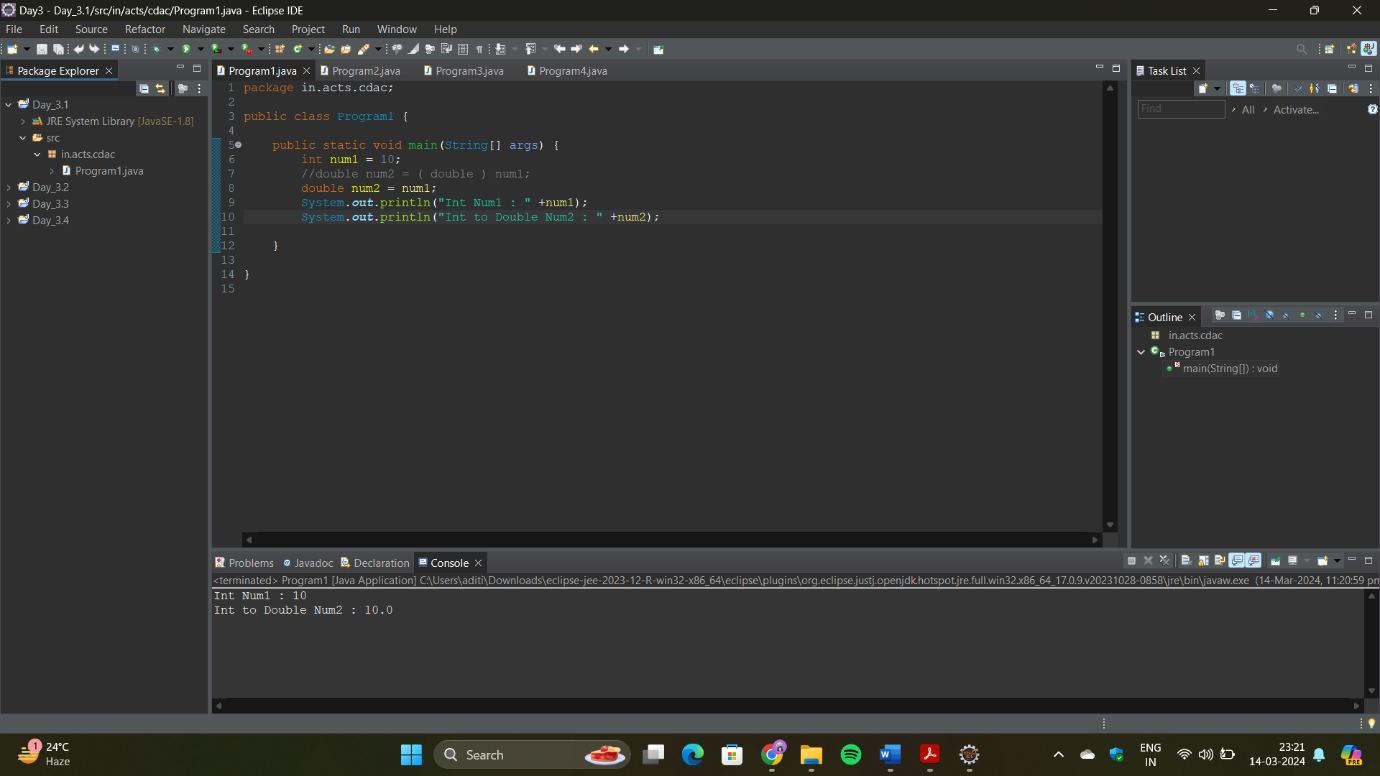 Day3 - Day_3.1/src/in/acts/cdac/Program1.java - Eclipse IDE
File Edit Source Refactor Navigate Search Project Run Window Help
Package Explorer
Day_3.1
JRE System Library [JavaSE-1.8]
src
in.acts.cdac
Program1.java
Day_3.2
Day_3.3
Day_3.4
Program1.java Program2.java Program3.java Program4.java
1 package in.acts.cdac;
2
3 public class Program1 {
4
5 public static void main(String[] args) {
6 int num1 = 10;
7 //double num2 = ( double ) num1;
8 double num2 = num1;
9 System.out.println("Int Num1 : " +num1);
10 System.out.println("Int to Double Num2 : " +num2);
11
12 }
13
14 }
15
Task List
Find All Activate...
Outline
in.acts.cdac
Program1
main(String[]) : void
Problems Javadoc Declaration Console
<terminated> Program1 [Java Application] C:\Users\aditi\Downloads\eclipse-jee-2023-12-R-win32-x86_64\eclipse\plugins\org.eclipse.justj.openjdk.hotspot.jre.full.win32.x86_64_17.0.9.v20231028-0858\jre\bin\javaw.exe (14-Mar-2024, 11:20:59 pm
Int Num1 : 10
Int to Double Num2 : 10.0
1
24°C
Haze
Search
PRE
ENG
IN
23:21
14-03-2024